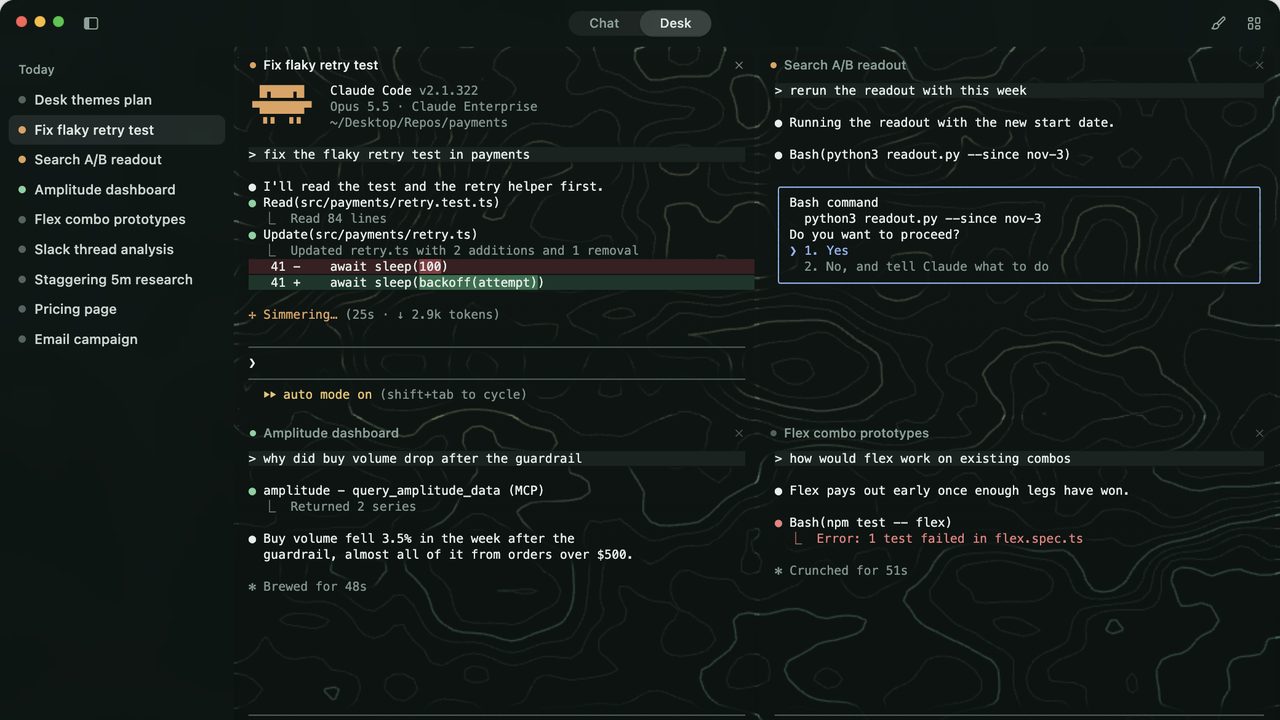 Chat
Desk
Today
Desk themes plan
Fix flaky retry test
Search A/B readout
Amplitude dashboard
Flex combo prototypes
Slack thread analysis
Staggering 5m research
Pricing page
Email campaign
Fix flaky retry test
Claude Code v2.1.322
Opus 5.5 · Claude Enterprise
~/Desktop/Repos/payments
> fix the flaky retry test in payments
● I'll read the test and the retry helper first.
● Read(src/payments/retry.test.ts)
⎿ Read 84 lines
● Update(src/payments/retry.ts)
⎿ Updated retry.ts with 2 additions and 1 removal
41 - await sleep(100)
41 + await sleep(backoff(attempt))
✢ Simmering… (25s · ↓ 2.9k tokens)
❯
⏵⏵ auto mode on (shift+tab to cycle)
Search A/B readout
> rerun the readout with this week
● Running the readout with the new start date.
● Bash(python3 readout.py --since nov-3)
Bash command
python3 readout.py --since nov-3
Do you want to proceed?
❯ 1. Yes
2. No, and tell Claude what to do
Amplitude dashboard
> why did buy volume drop after the guardrail
● amplitude - query_amplitude_data (MCP)
⎿ Returned 2 series
● Buy volume fell 3.5% in the week after the
guardrail, almost all of it from orders over $500.
✻ Brewed for 48s
Flex combo prototypes
> how would flex work on existing combos
● Flex pays out early once enough legs have won.
● Bash(npm test -- flex)
⎿ Error: 1 test failed in flex.spec.ts
✻ Crunched for 51s